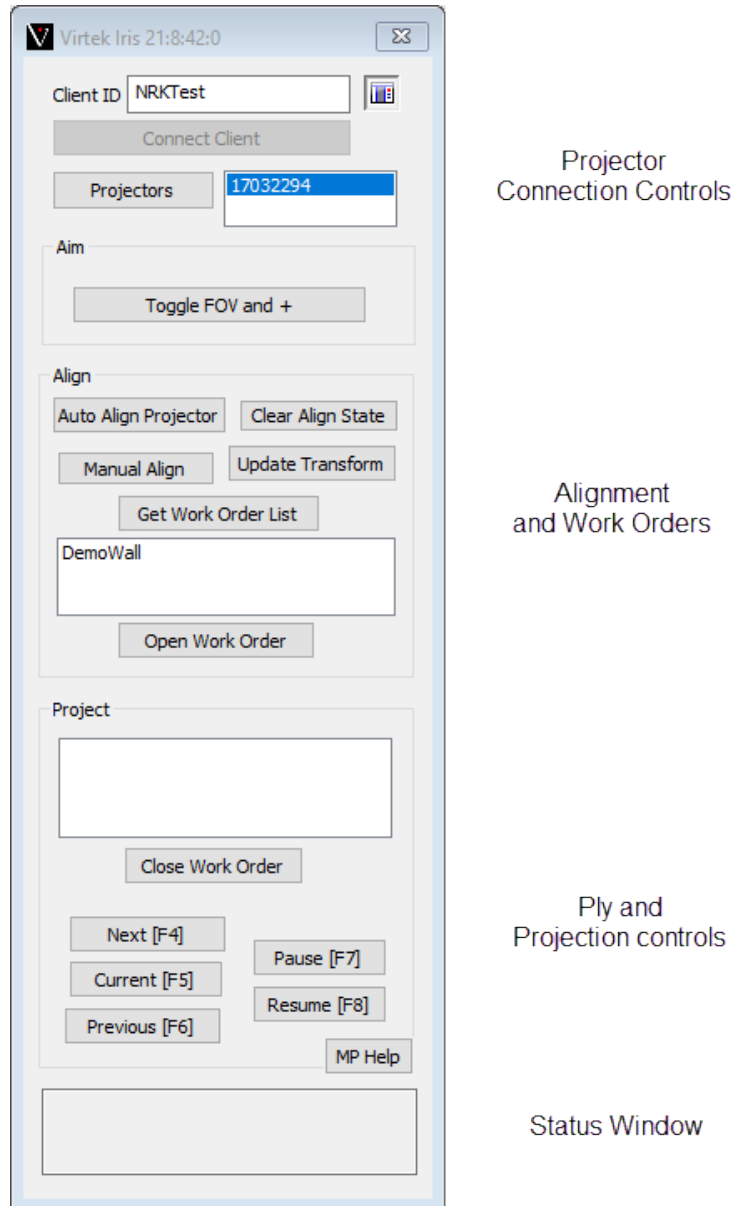 Virtek Iris 21:8:42:0
Client ID NRKTest
Connect Client
Projectors 17032294
Projector
Connection Controls
Aim
Toggle FOV and +
Align
Auto Align Projector Clear Align State
Manual Align Update Transform
Get Work Order List
DemoWall
Open Work Order
Alignment
and Work Orders
Project
Close Work Order
Next [F4]
Pause [F7]
Current [F5]
Resume [F8]
Previous [F6]
MP Help
Ply and
Projection controls
Status Window